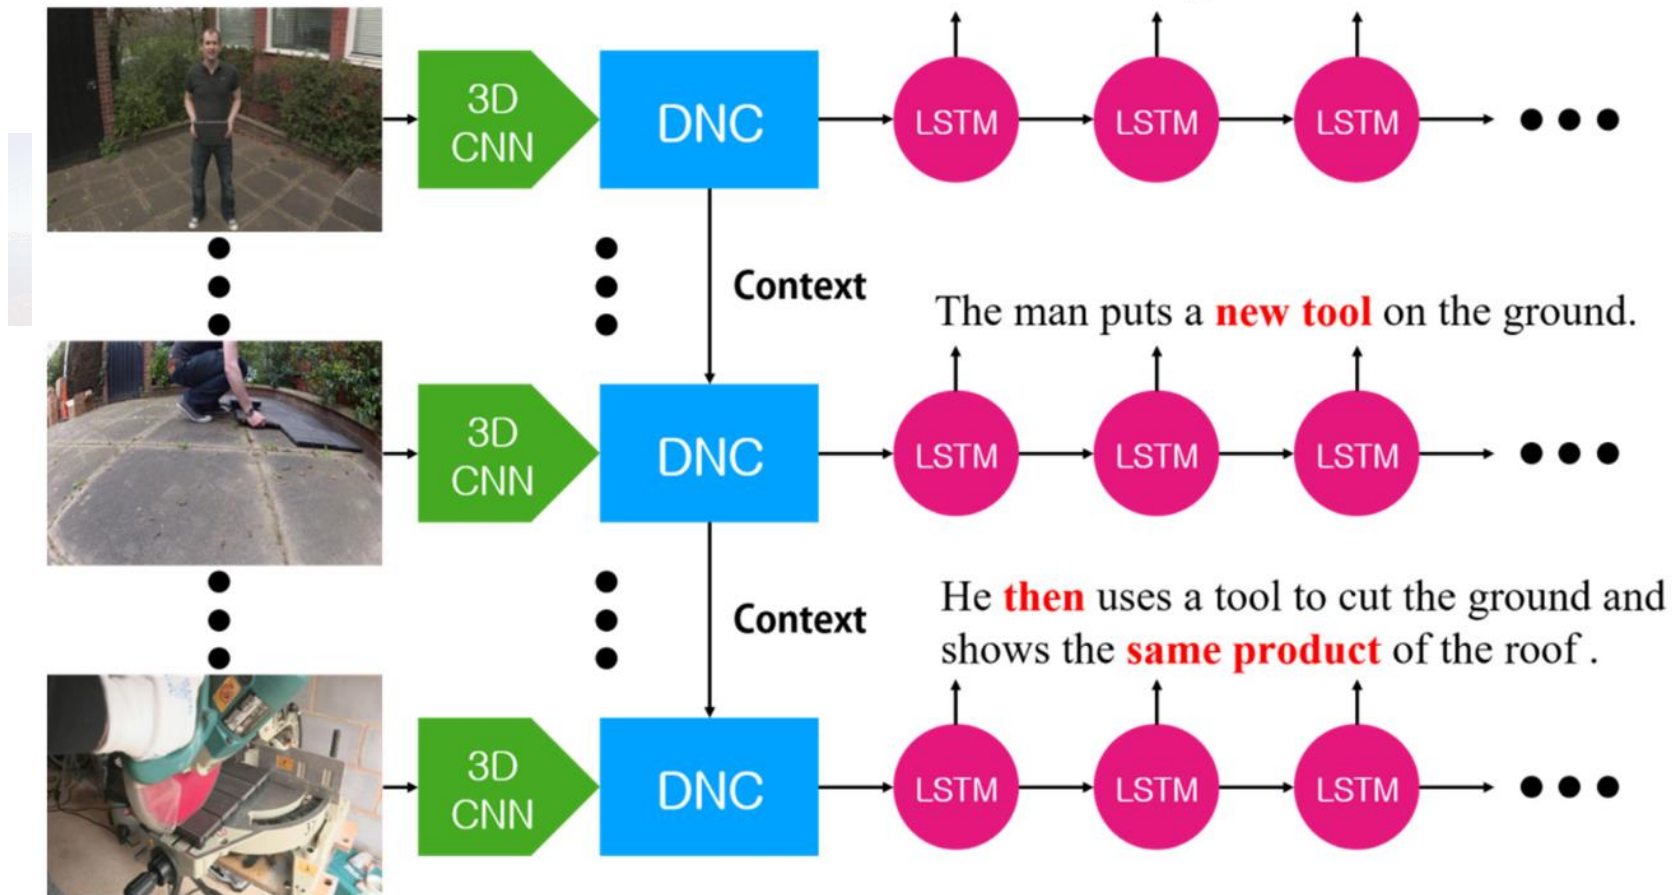 3D
CNN
DNC
LSTM LSTM LSTM
Context
The man puts a new tool on the ground.
3D
CNN
DNC
LSTM LSTM LSTM
Context
He then uses a tool to cut the ground and
shows the same product of the roof .
3D
CNN
DNC
LSTM LSTM LSTM